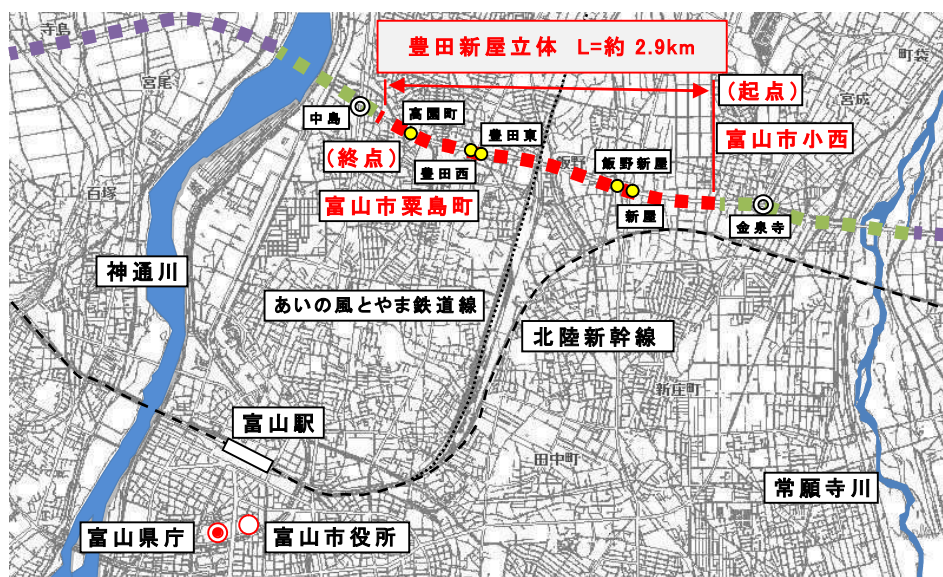 寺島
豊田新屋立体 L=約 2.9km
町袋
宮尾
(起点)
宮成
中島
高園町
豊田東
富山市小西
(終点)
豊田西
飯野
飯野新屋
百塚
富山市粟島町
新屋
金泉寺
神通川
あいの風とやま鉄道線
北陸新幹線
新庄町
富山駅
田中町
常願寺川
富山県庁
富山市役所